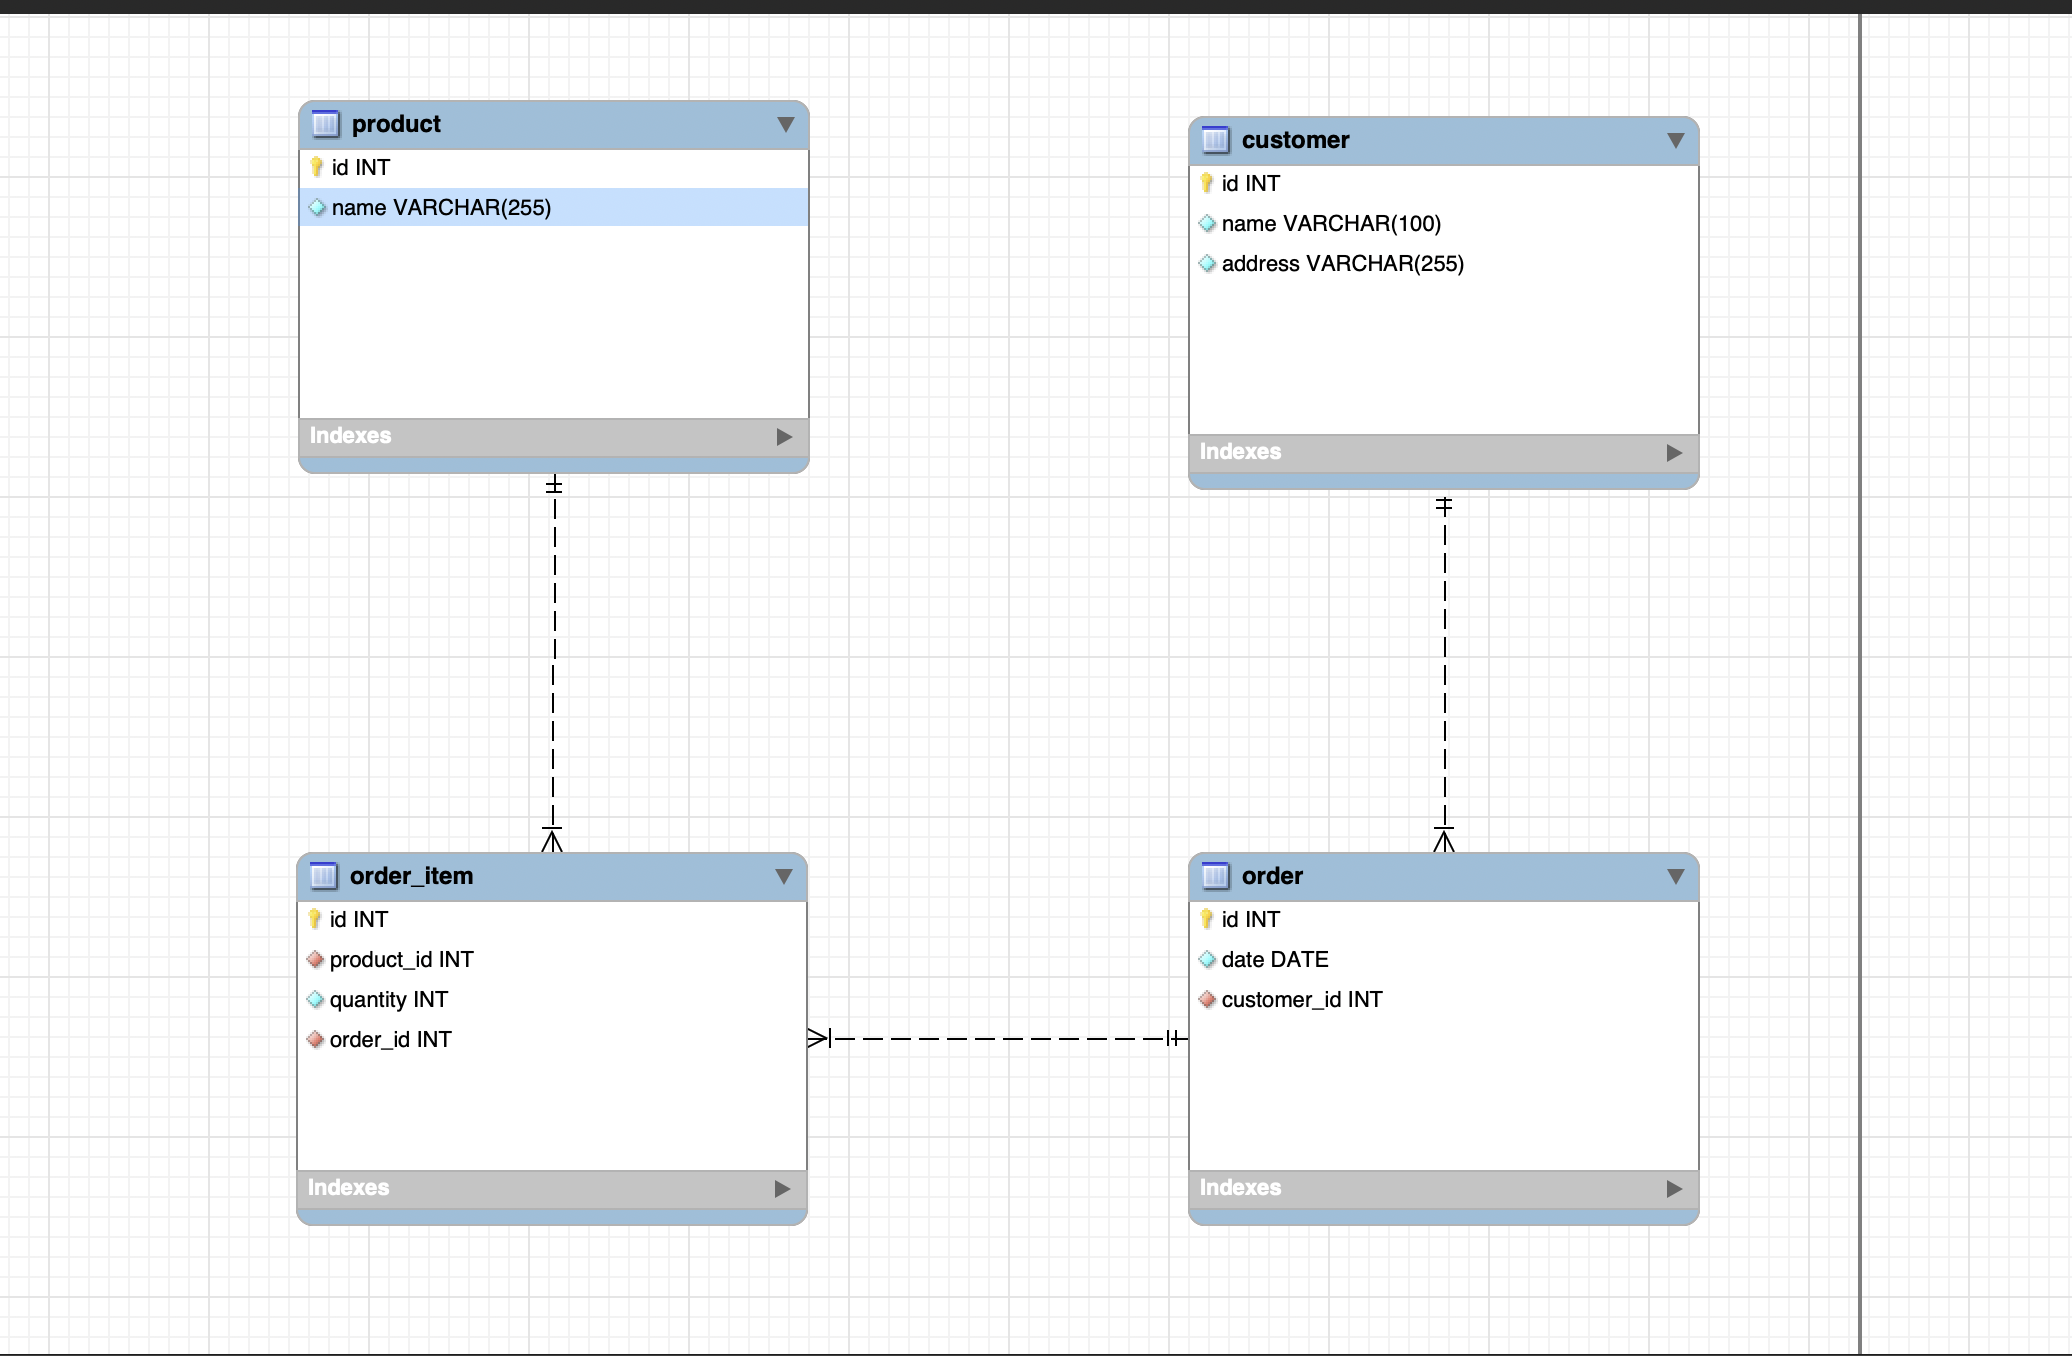 product
id INT
name VARCHAR(255)
Indexes
customer
id INT
name VARCHAR(100)
address VARCHAR(255)
Indexes
order_item
id INT
product_id INT
quantity INT
order_id INT
Indexes
order
id INT
date DATE
customer_id INT
Indexes